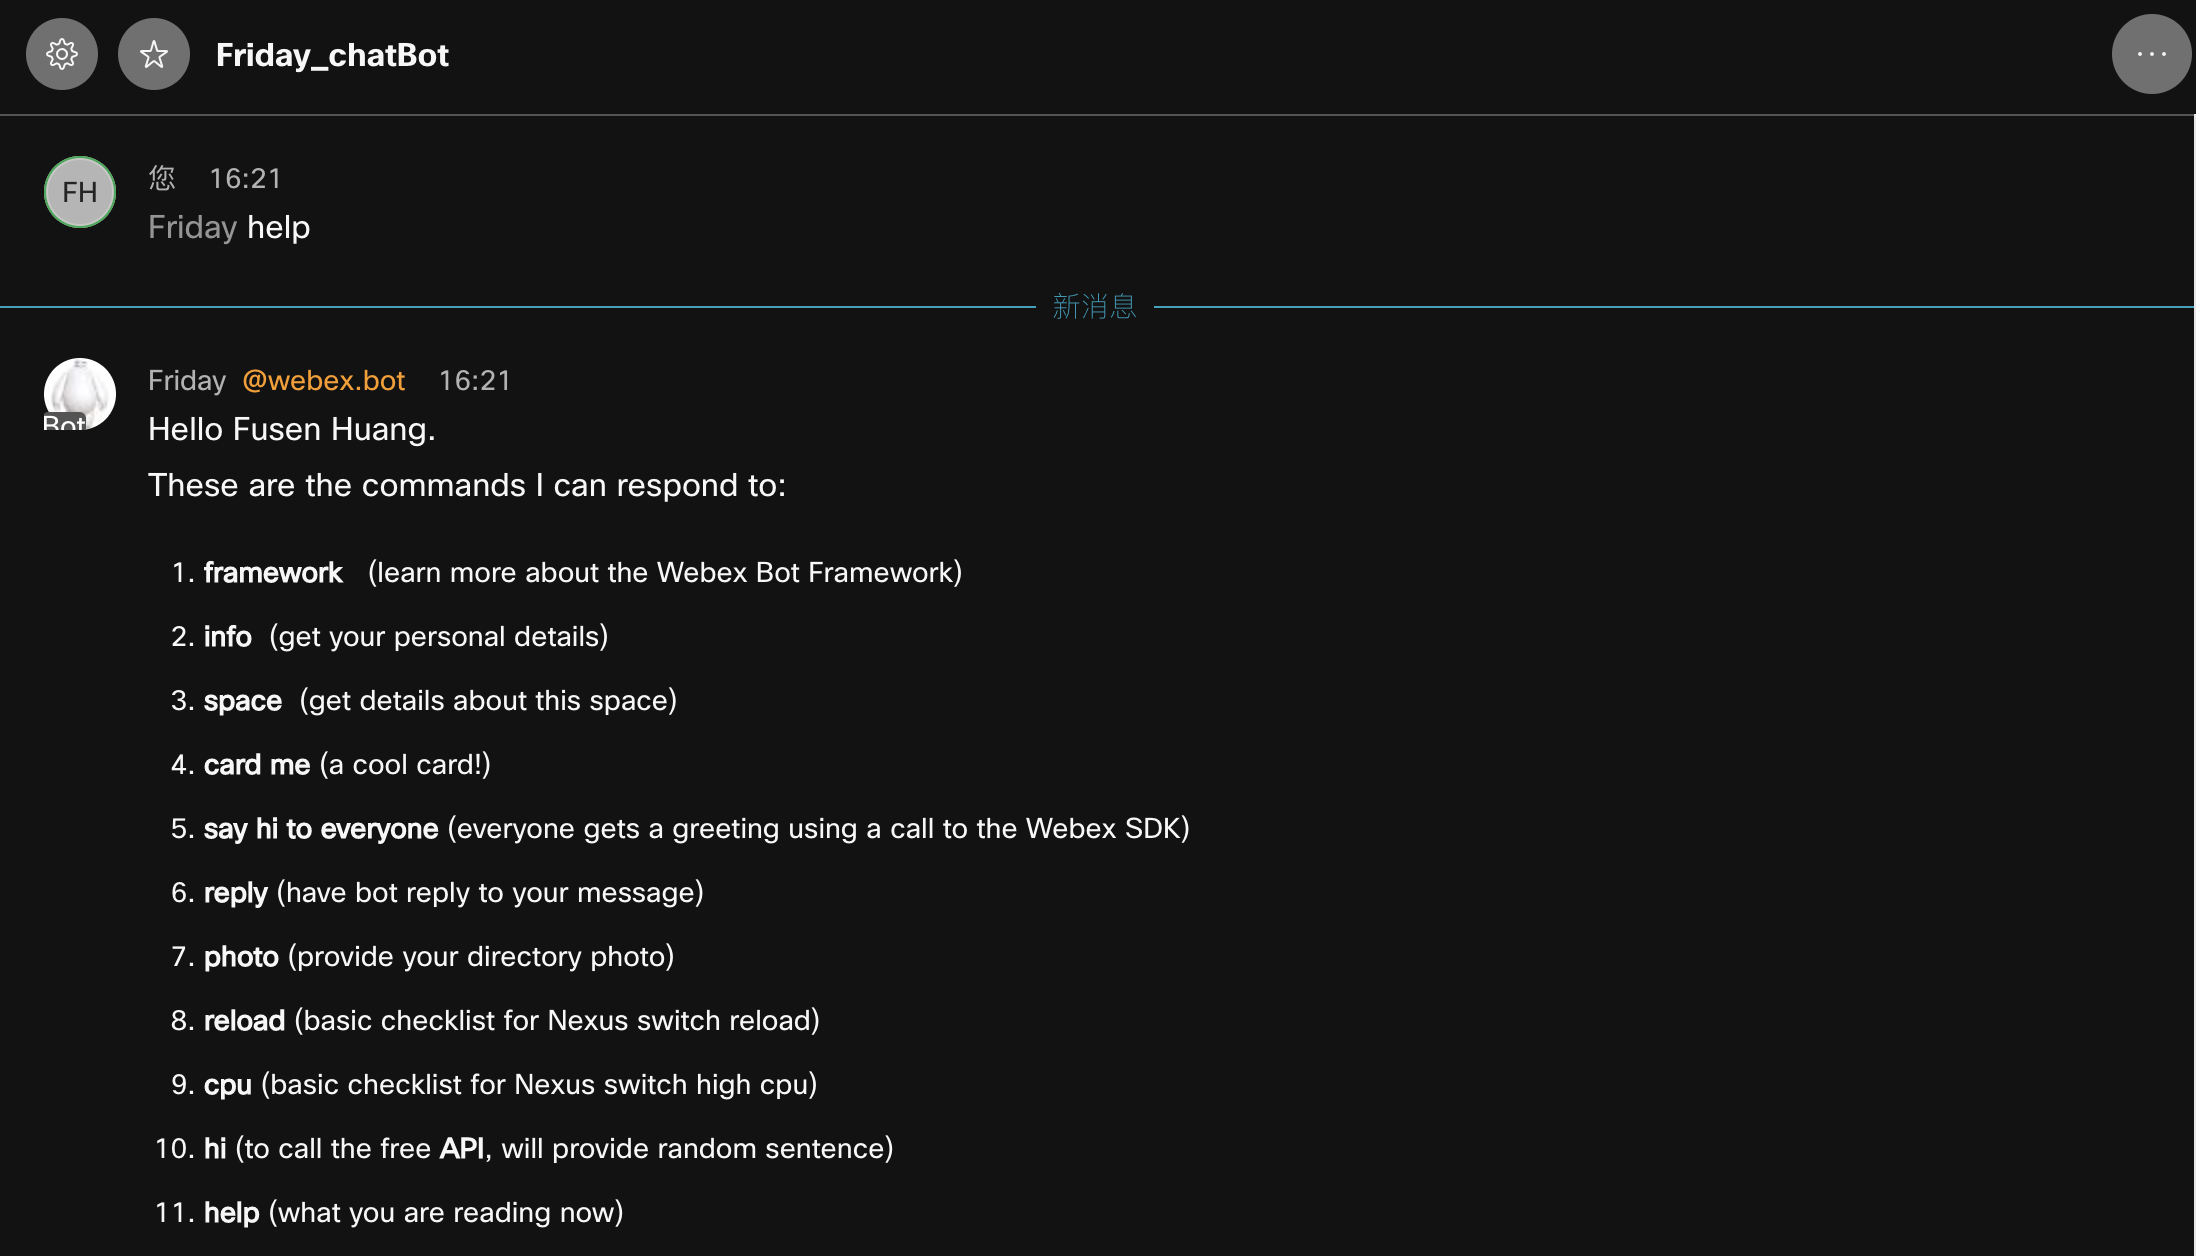 Friday_chatBot
FH
您 16:21
Friday help
新消息
Friday @webex.bot 16:21
Bot
Hello Fusen Huang.
These are the commands I can respond to:
1. framework (learn more about the Webex Bot Framework)
2. info (get your personal details)
3. space (get details about this space)
4. card me (a cool card!)
5. say hi to everyone (everyone gets a greeting using a call to the Webex SDK)
6. reply (have bot reply to your message)
7. photo (provide your directory photo)
8. reload (basic checklist for Nexus switch reload)
9. cpu (basic checklist for Nexus switch high cpu)
10. hi (to call the free API, will provide random sentence)
11. help (what you are reading now)